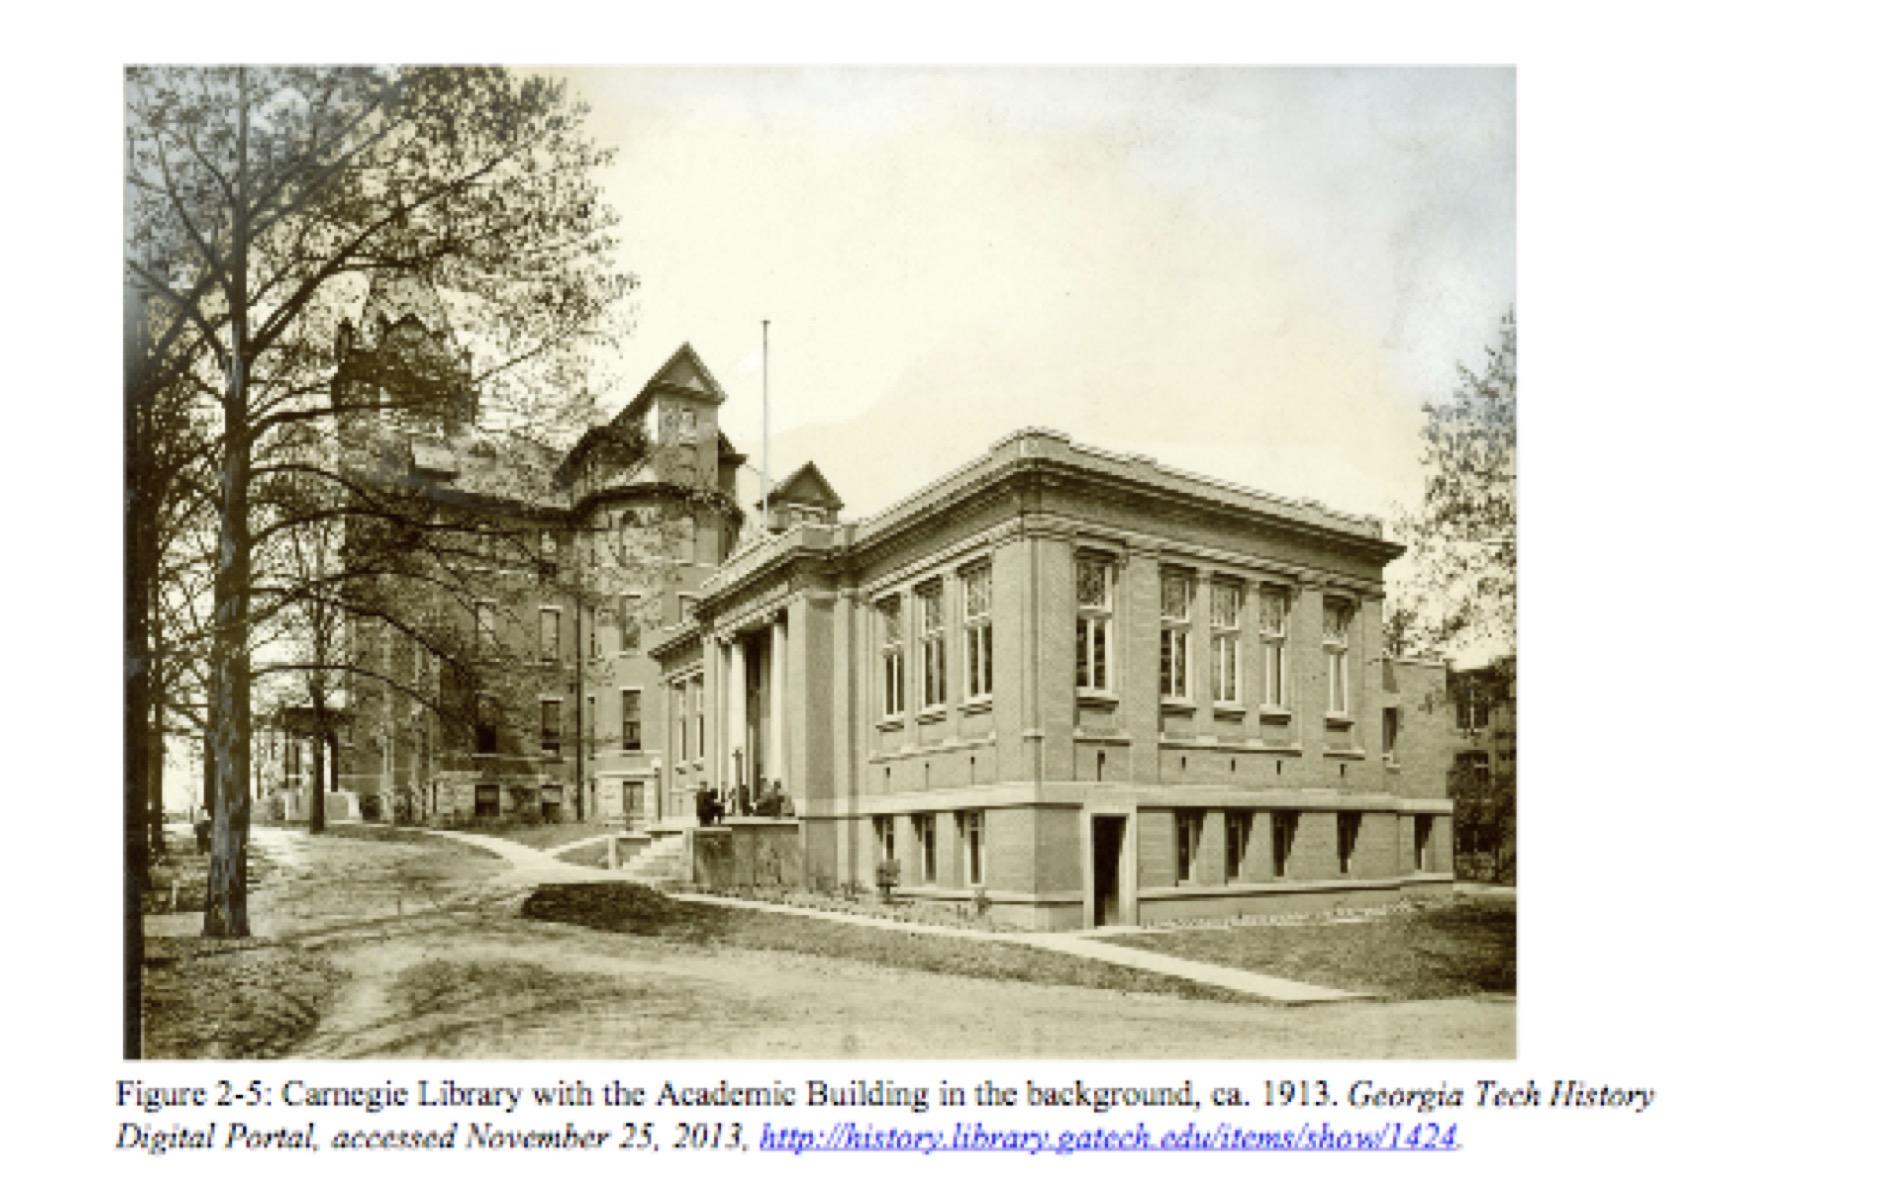 Figure 2-5: Carnegie Library with the Academic Building in the background, ca. 1913. Georgia Tech History
Digital Portal, accessed November 25, 2013, http://history.library.gatech.edu/items/show/1424.